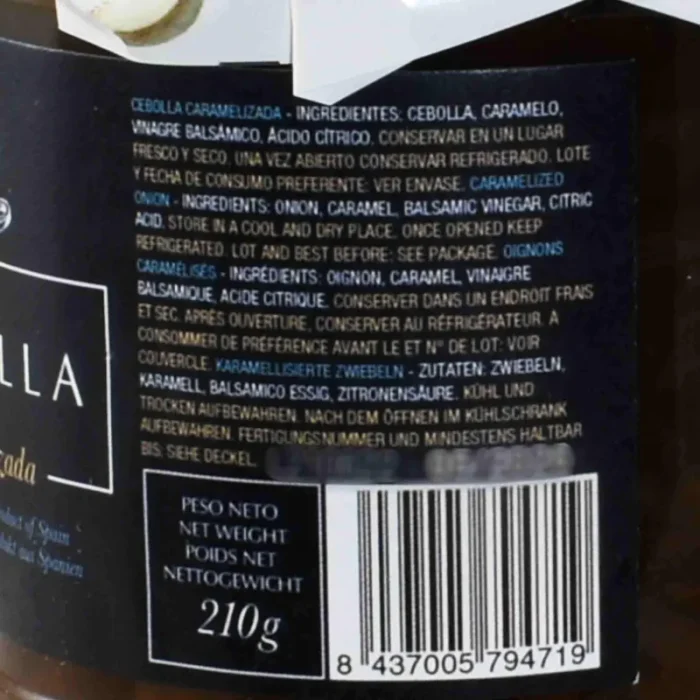 CEBOLLA CARAMELIZADA - INGREDIENTES: CEBOLLA, CARAMELO,
VINAGRE BALSÁMICO, ÁCIDO CÍTRICO. CONSERVAR EN UN LUGAR
FRESCO Y SECO. UNA VEZ ABIERTO CONSERVAR REFRIGERADO. LOTE
Y FECHA DE CONSUMO PREFERENTE: VER ENVASE. CARAMELIZED
ONION - INGREDIENTS: ONION, CARAMEL, BALSAMIC VINEGAR, CITRIC
ACID. STORE IN A COOL AND DRY PLACE. ONCE OPENED KEEP
REFRIGERATED. LOT AND BEST BEFORE: SEE PACKAGE. OIGNONS
CARAMÉLISÉS - INGRÉDIENTS: OIGNON, CARAMEL, VINAIGRE
BALSAMIQUE, ACIDE CITRIQUE. CONSERVER DANS UN ENDROIT FRAIS
ET SEC. APRÈS OUVERTURE, CONSERVER AU RÉFRIGÉRATEUR. A
CONSOMMER DE PRÉFÉRENCE AVANT LE ET N° DE LOT: VOIR
COUVERCLE. KARAMELLISIERTE ZWIEBELN - ZUTATEN: ZWIEBELN,
KARAMELL, BALSAMICO ESSIG, ZITRONENSÄURE. KÜHL UND
TROCKEN AUFBEWAHREN. NACH DEM ÖFFNEN IM KÜHLSCHRANK
AUFBEWAHREN. FERTIGUNGSNUMMER UND MINDESTENS HALTBAR
BIS: SIEHE DECKEL.
LLA
zada
duct of Spain
dukt aus Spanien
PESO NETO
NET WEIGHT
POIDS NET
NETTOGEWICHT
210g
8 437005 794719